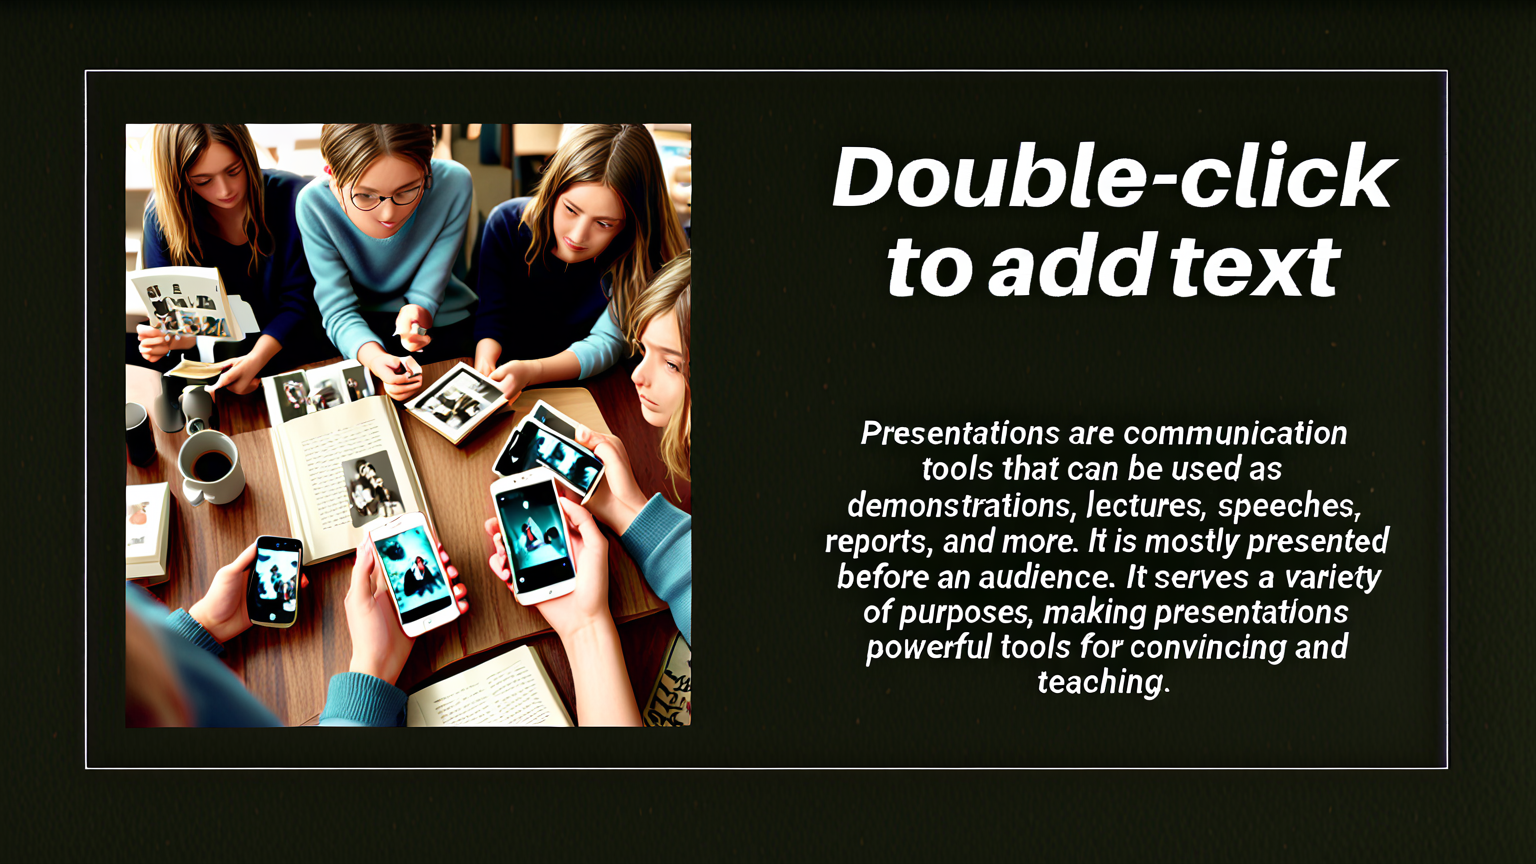 Double-click
to add text
Presentations are communication
tools that can be used as
demonstrations, lectures, speeches,
reports, and more. It is mostly presented
before an audience. It serves a variety
of purposes, making presentations
powerful tools for convincing and
teaching.